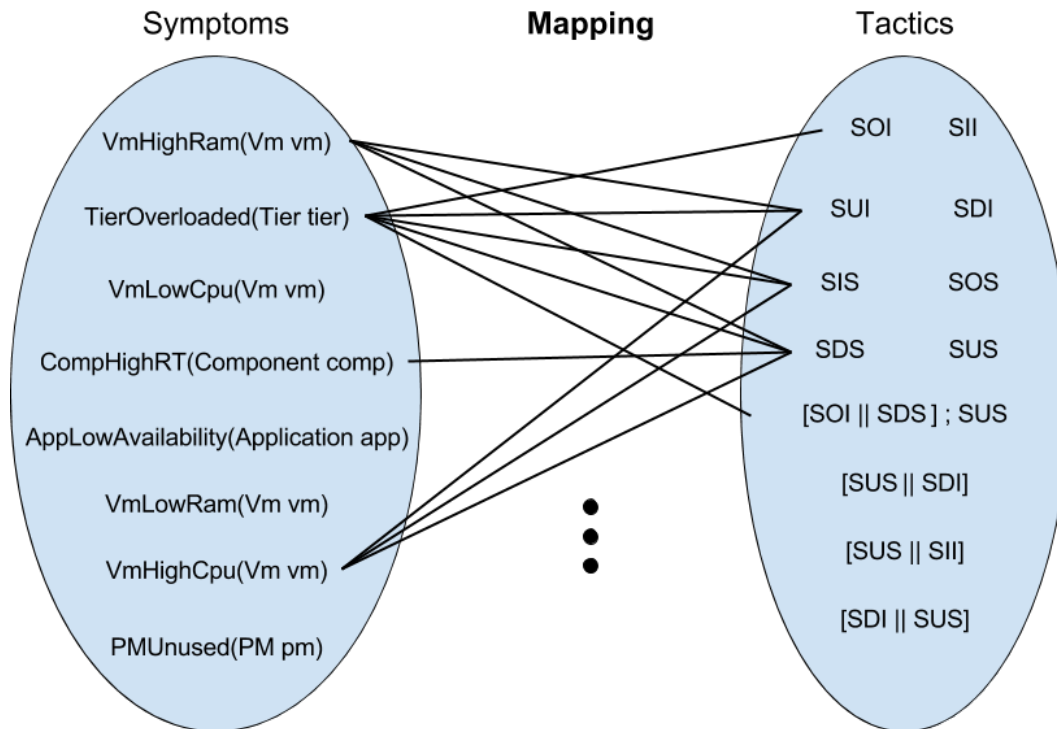 Symptoms Mapping Tactics
VmHighRam(Vm vm)
TierOverloaded(Tier tier)
VmLowCpu(Vm vm)
CompHighRT(Component comp)
AppLowAvailability(Application app)
VmLowRam(Vm vm)
VmHighCpu(Vm vm)
PMUnused(PM pm)
SOI SII
SUI SDI
SIS SOS
SDS SUS
[SOI || SDS] ; SUS
[SUS || SDI]
[SUS || SII]
[SDI || SUS]